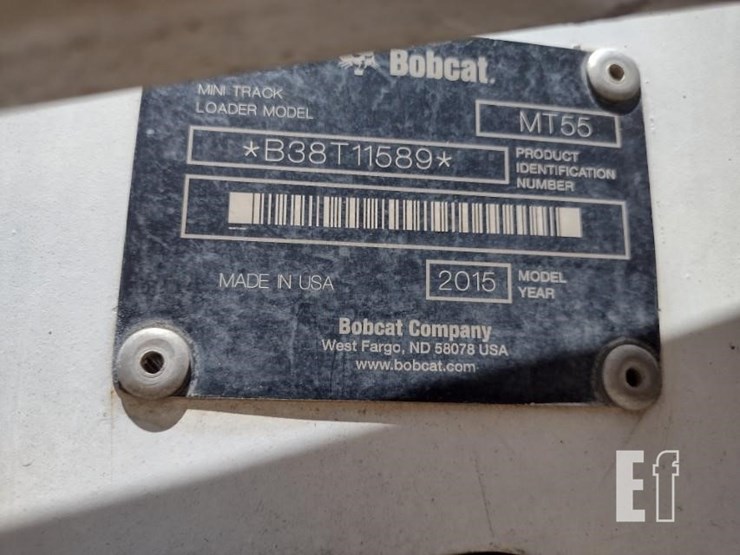 Bobcat.
MINI TRACK
LOADER MODEL
MT55
*B38T11589*
PRODUCT
IDENTIFICATION
NUMBER
MADE IN USA
2015
MODEL
YEAR
Bobcat Company
West Fargo, ND 58078 USA
www.bobcat.com
Ef